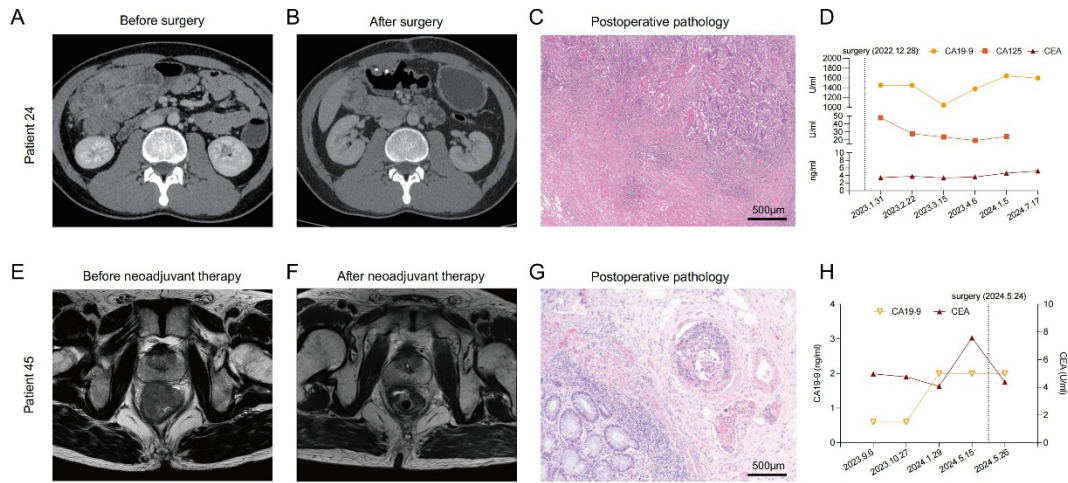 A
Before surgery
B
After surgery
C
Postoperative pathology
D
Patient 24
500μm
surgery (2022.12.28)
CA19-9
CA125
CEA
U/ml
2000
1800
1600
1400
1200
1000
U/ml
50
40
30
20
ng/ml
14
12
10
8
6
4
2
0
2023.1.31
2023.2.22
2023.3.15
2023.4.6
2024.1.5
2024.7.17
E
Before neoadjuvant therapy
F
After neoadjuvant therapy
G
Postoperative pathology
H
Patient 45
500μm
surgery (2024.5.24)
CA19-9
CEA
CA19-9 (ng/ml)
4
3
2
1
0
CEA (U/ml)
10
8
6
4
2
0
2023.9.6
2023.10.27
2024.1.29
2024.5.15
2024.5.26